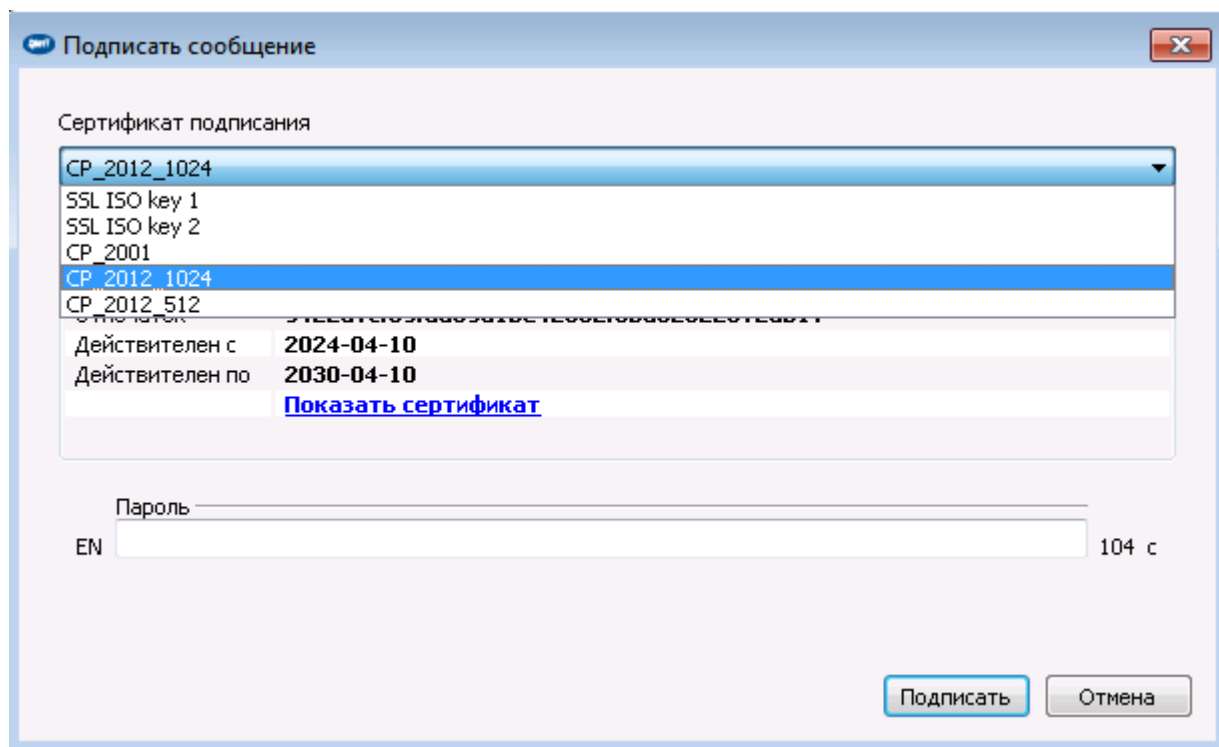 Подписать сообщение
Сертификат подписания
CP_2012_1024
SSL ISO key 1
SSL ISO key 2
CP_2001
CP_2012_1024
CP_2012_512
Действителен с 2024-04-10
Действителен по 2030-04-10
Показать сертификат
Пароль
EN 104 с
Подписать Отмена